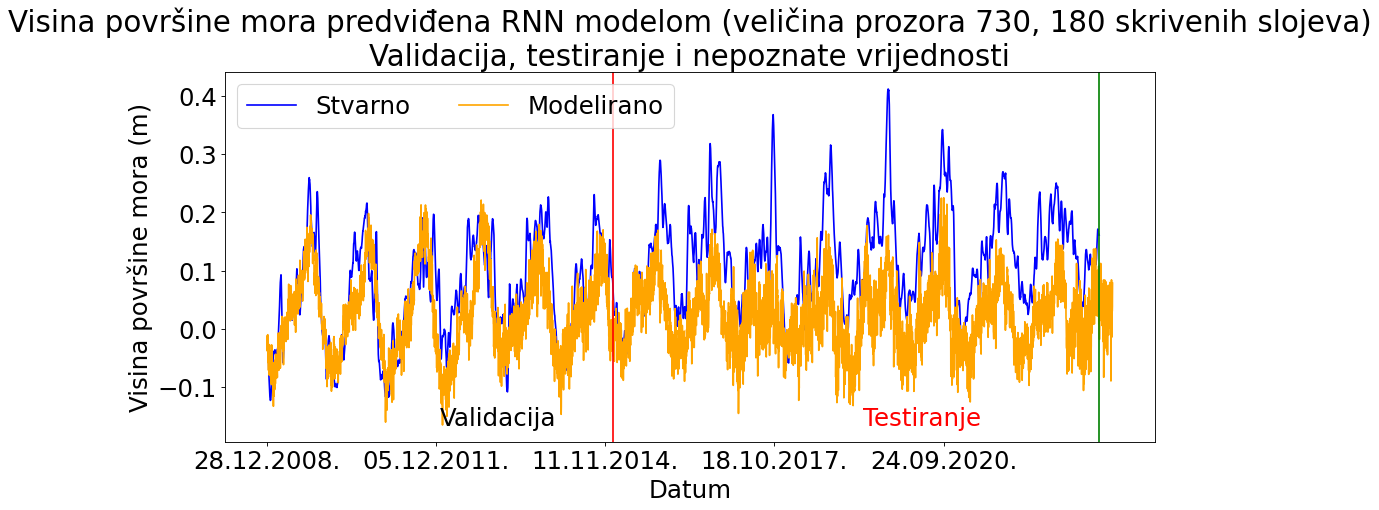 Visina površine mora predviđena RNN modelom (veličina prozora 730, 180 skrivenih slojeva)
Validacija, testiranje i nepoznate vrijednosti
Stvarno
Modelirano
Visina površine mora (m)
0.4
0.3
0.2
0.1
0.0
−0.1
Validacija
Testiranje
28.12.2008.
05.12.2011.
11.11.2014.
18.10.2017.
24.09.2020.
Datum